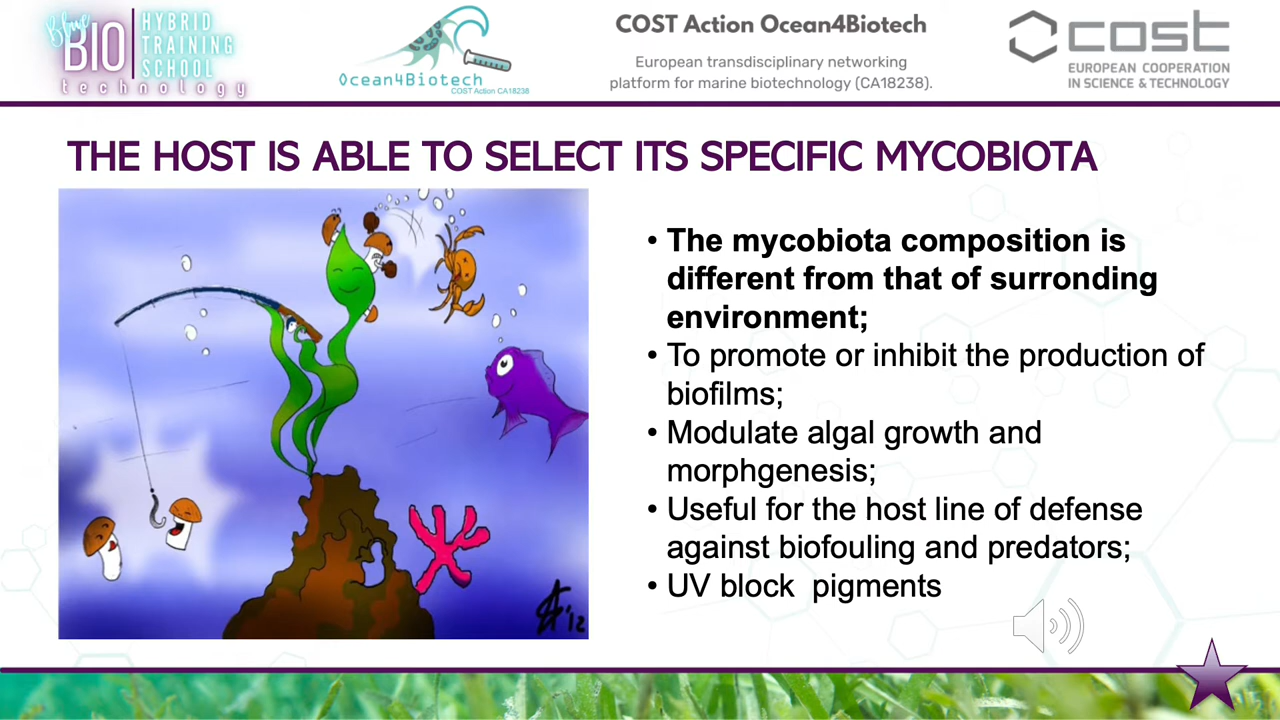 Blue
BIO
HYBRID
TRAINING
SCHOOL
technology
Ocean4Biotech
COST Action CA18238
COST Action Ocean4Biotech
European transdisciplinary networking
platform for marine biotechnology (CA18238).
cost
EUROPEAN COOPERATION
IN SCIENCE & TECHNOLOGY
THE HOST IS ABLE TO SELECT ITS SPECIFIC MYCOBIOTA
• The mycobiota composition is
different from that of surronding
environment;
• To promote or inhibit the production of
biofilms;
• Modulate algal growth and
morphgenesis;
• Useful for the host line of defense
against biofouling and predators;
• UV block pigments
'12